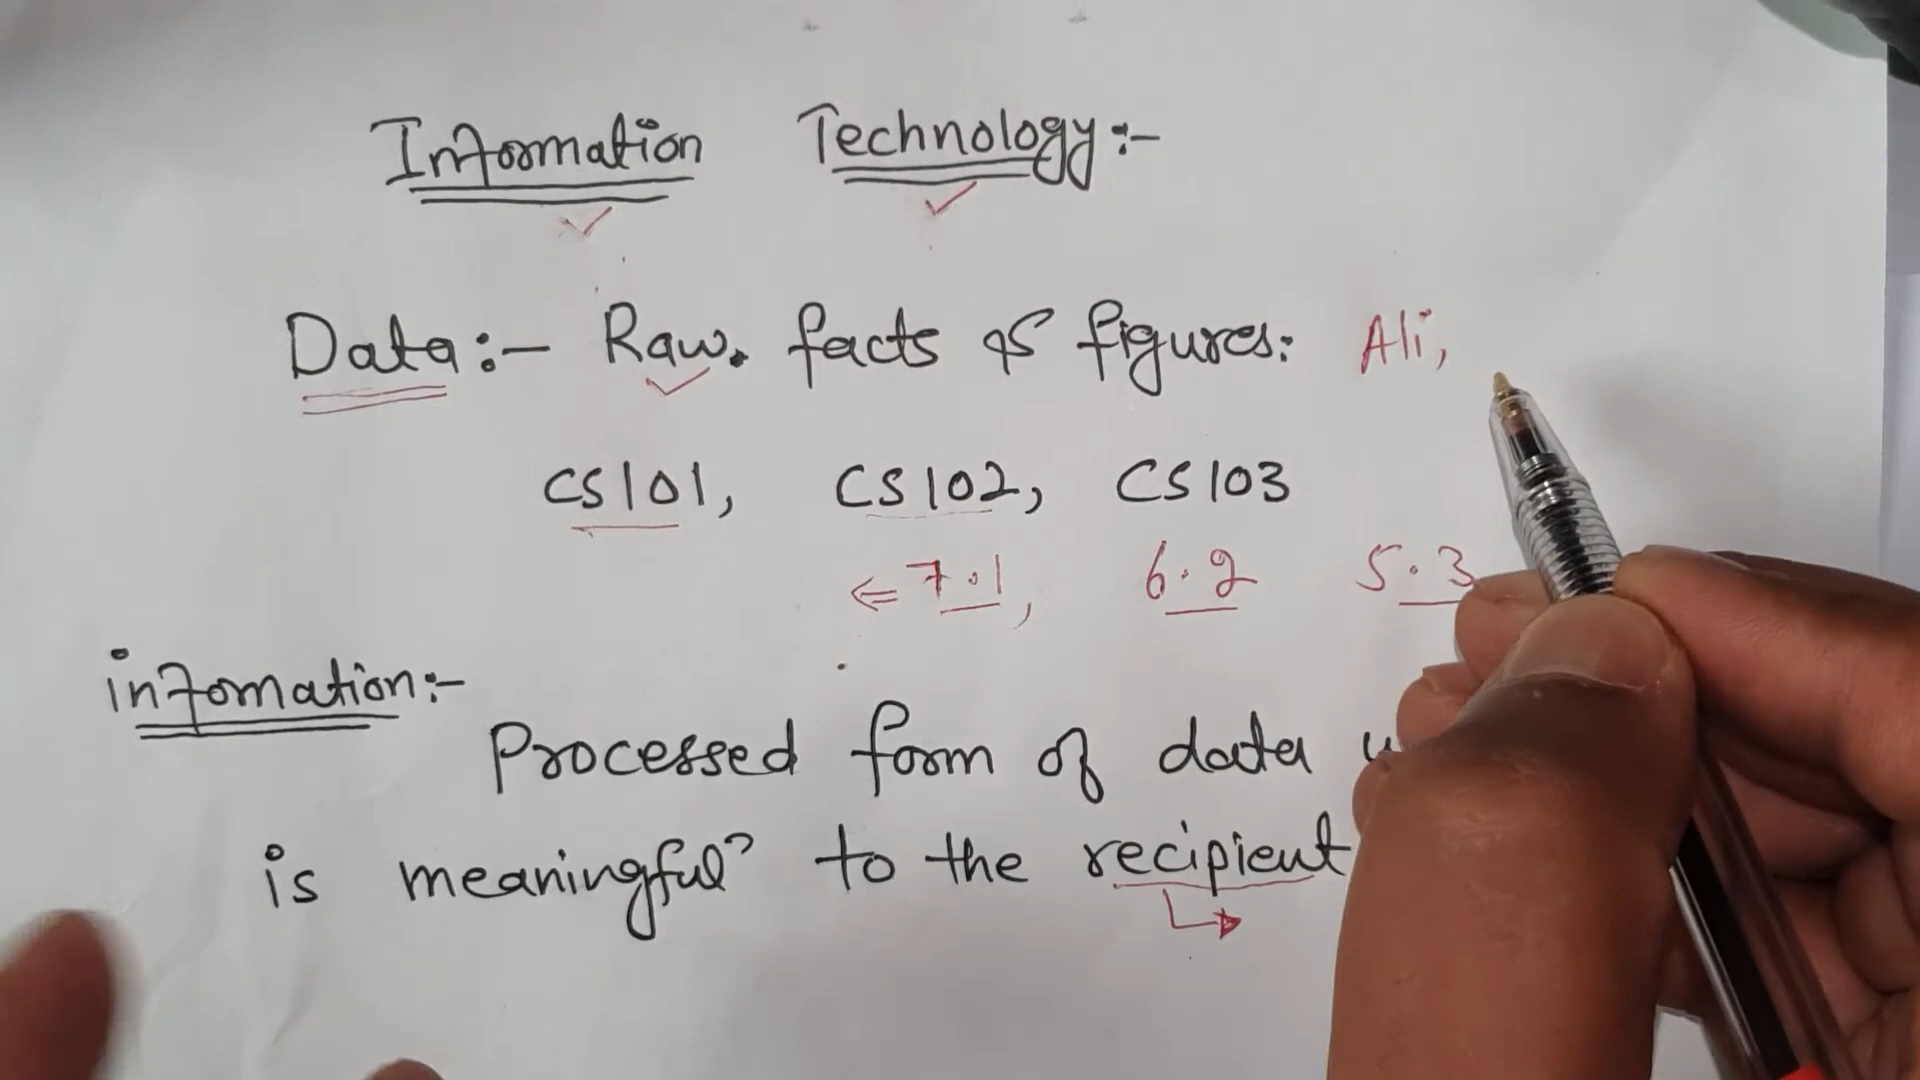 Information Technology:-
Data:- Raw. facts & figures: Ali,
CS101, CS102, CS103
⇐ 7.1, 6.2 5.3
infomation:-
Processed form of data
is meaningful? to the recipient